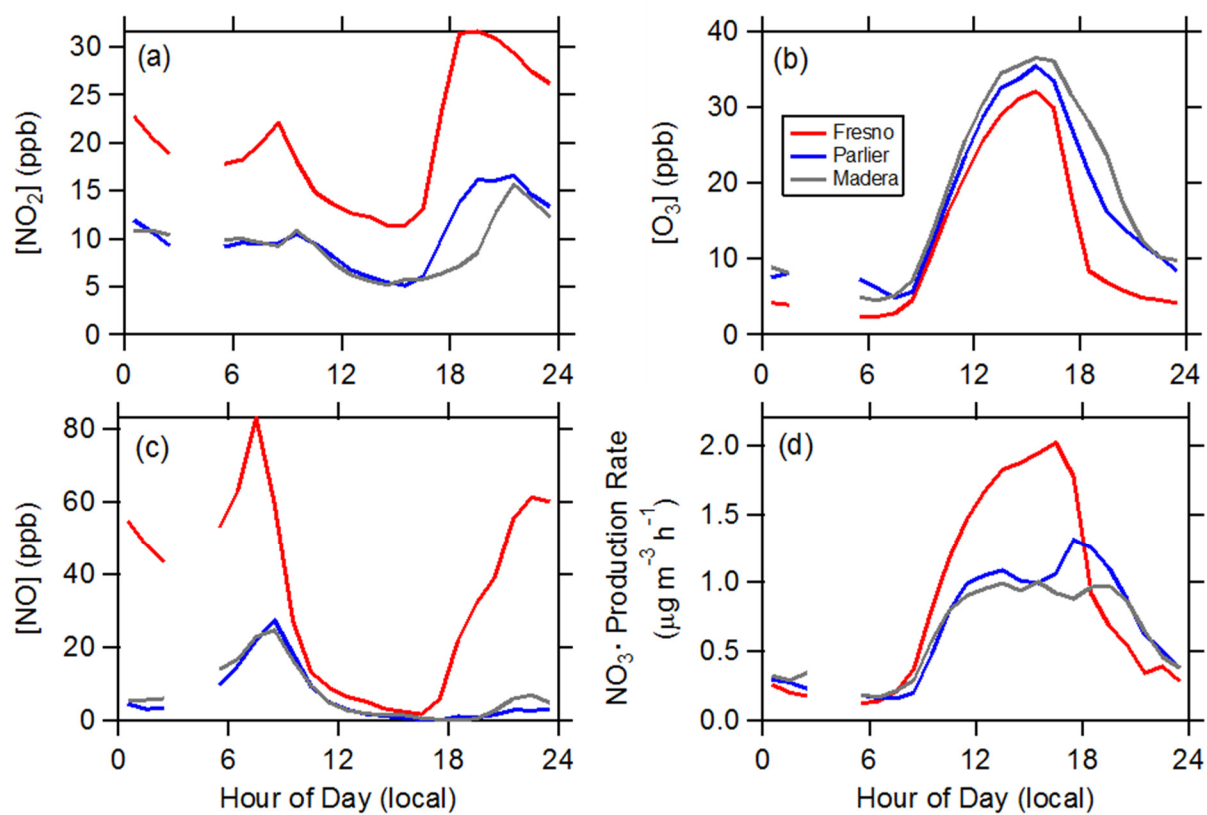 (a)
[NO2] (ppb)
30
25
20
15
10
5
0
0 6 12 18 24
(b)
[O3] (ppb)
40
30
20
10
0
0 6 12 18 24
Fresno
Parlier
Madera
(c)
[NO] (ppb)
80
60
40
20
0
0 6 12 18 24
Hour of Day (local)
(d)
NO3· Production Rate
(µg m−3 h−1)
2.0
1.5
1.0
0.5
0.0
0 6 12 18 24
Hour of Day (local)